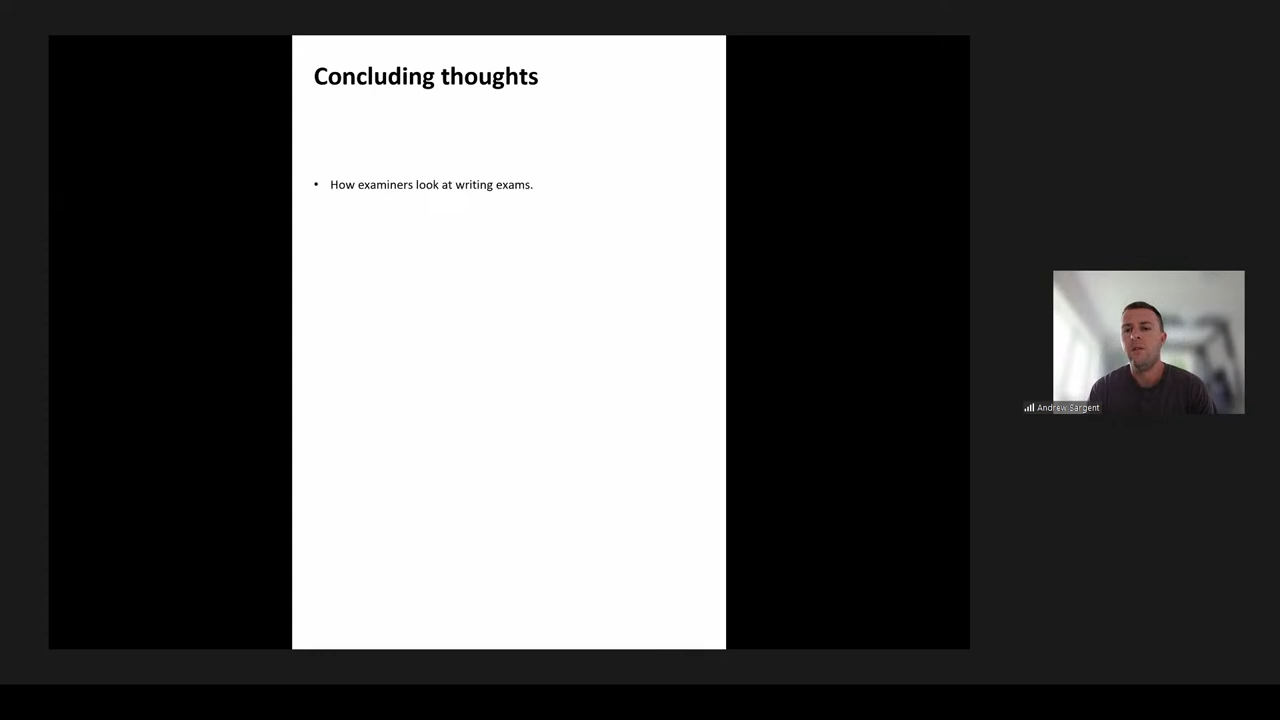 Concluding thoughts
• How examiners look at writing exams.
Andrew Sargent